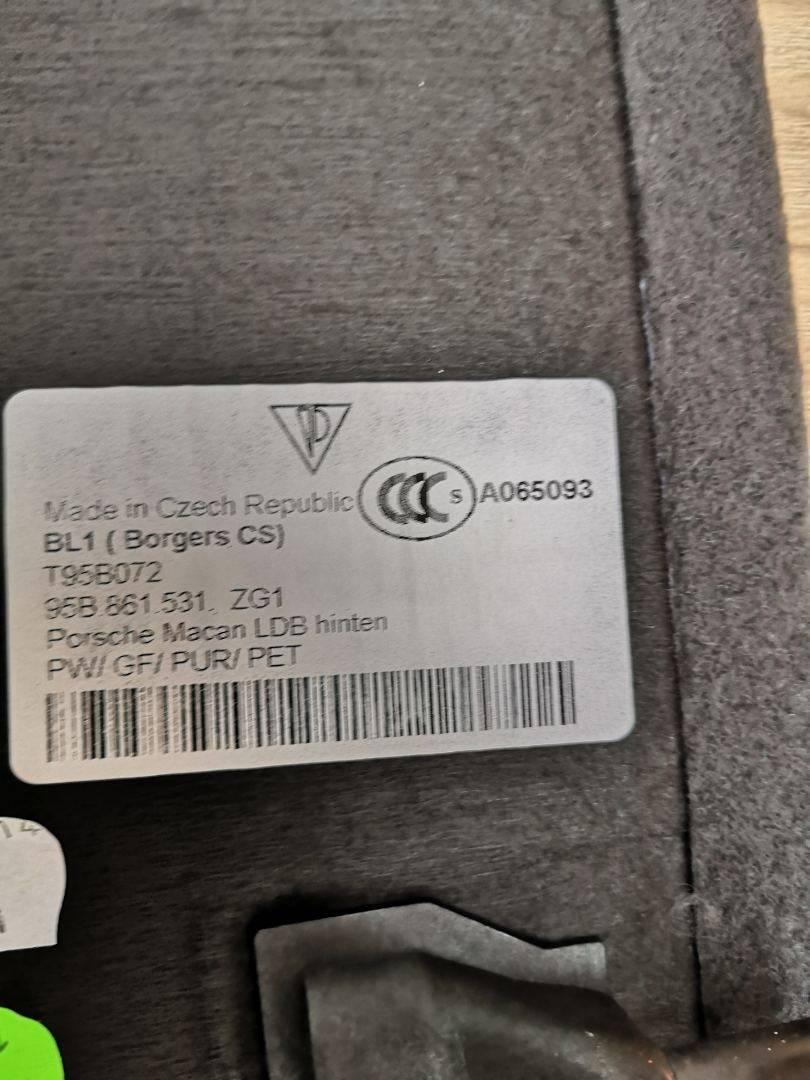 Made in Czech Republic CCC S A065093
BL1 ( Borgers CS)
T95B072
95B.861.531. ZG1
Porsche Macan LDB hinten
PW/ GF/ PUR/ PET
14